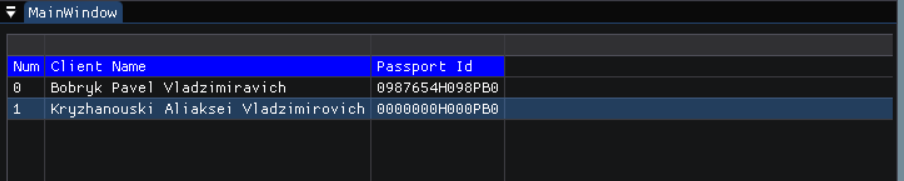 MainWindow
Num Client Name Passport Id
0 Bobryk Pavel Vladzimiravich 0987654H098PB0
1 Kryzhanouski Aliaksei Vladzimirovich 0000000H000PB0